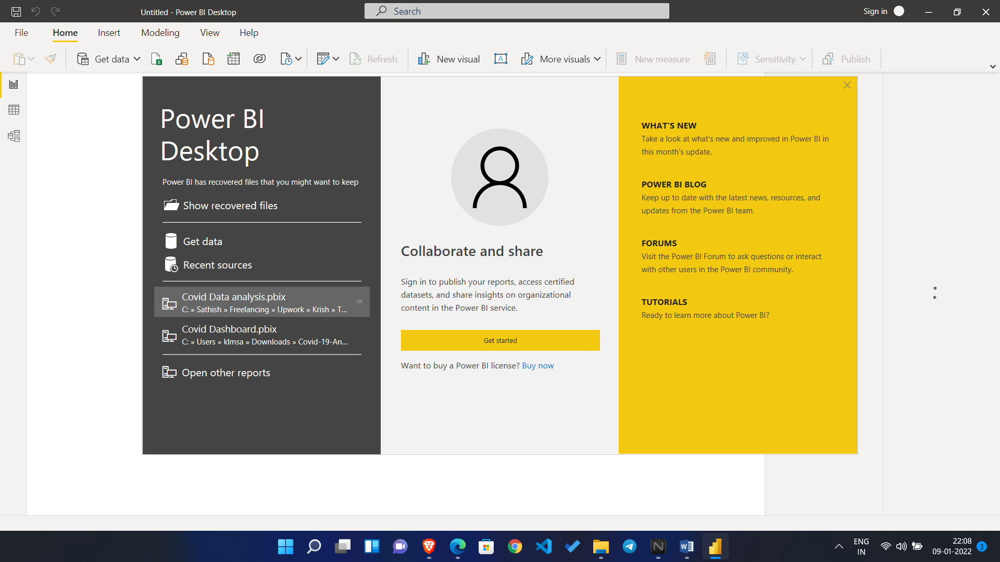 Untitled - Power BI Desktop
Search
Sign in
File
Home
Insert
Modeling
View
Help
Get data
Refresh
New visual
More visuals
New measure
Sensitivity
Publish
Power BI
Desktop
Power BI has recovered files that you might want to keep
Show recovered files
Get data
Recent sources
Covid Data analysis.pbix
C: » Sathish » Freelancing » Upwork » Krish » T...
Covid Dashboard.pbix
C: » Users » klmsa » Downloads » Covid-19-An...
Open other reports
Collaborate and share
Sign in to publish your reports, access certified
datasets, and share insights on organizational
content in the Power BI service.
Get started
Want to buy a Power BI license? Buy now
WHAT'S NEW
Take a look at what's new and improved in Power BI in
this month's update.
POWER BI BLOG
Keep up to date with the latest news, resources, and
updates from the Power BI team.
FORUMS
Visit the Power BI Forum to ask questions or interact
with other users in the Power BI community.
TUTORIALS
Ready to learn more about Power BI?
ENG
IN
22:08
09-01-2022
3